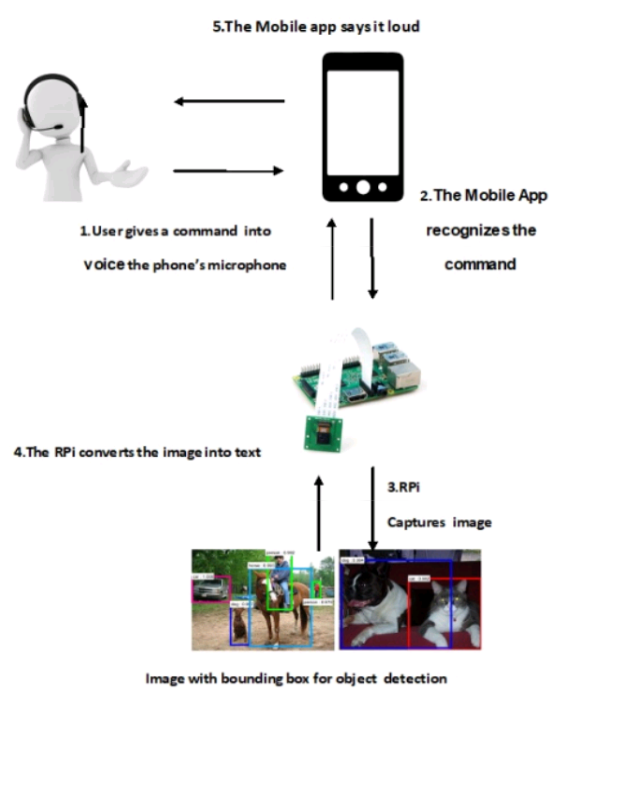 5.The Mobile app says it loud
2.The Mobile App
recognizes the
command
1.User gives a command into
voice the phone's microphone
4.The RPi converts the image into text
3.RPi
Captures image
Image with bounding box for object detection